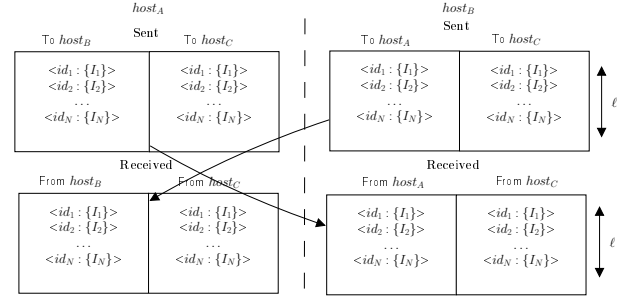 host_A
Sent
To host_B To host_C
<id_1 : {I_1}> <id_1 : {I_1}>
<id_2 : {I_2}> <id_2 : {I_2}>
... ...
<id_N : {I_N}> <id_N : {I_N}>
Received
From host_B From host_C
<id_1 : {I_1}> <id_1 : {I_1}>
<id_2 : {I_2}> <id_2 : {I_2}>
... ...
<id_N : {I_N}> <id_N : {I_N}>
host_B
Sent
To host_A To host_C
<id_1 : {I_1}> <id_1 : {I_1}>
<id_2 : {I_2}> <id_2 : {I_2}>
... ...
<id_N : {I_N}> <id_N : {I_N}>
ℓ
Received
From host_A From host_C
<id_1 : {I_1}> <id_1 : {I_1}>
<id_2 : {I_2}> <id_2 : {I_2}>
... ...
<id_N : {I_N}> <id_N : {I_N}>
ℓ